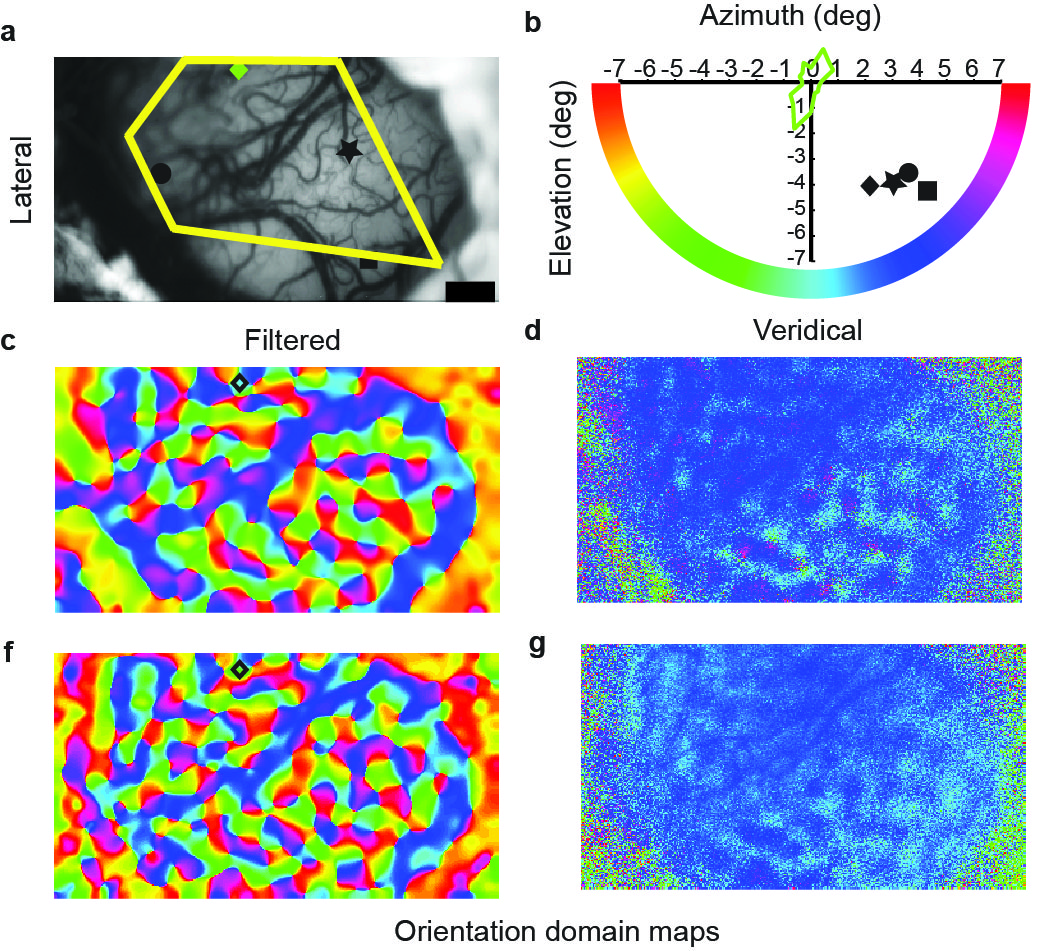 a
Lateral
b
Azimuth (deg)
-7 -6 -5 -4 -3 -2 -1 0 1 2 3 4 5 6 7
Elevation (deg)
-1
-2
-3
-4
-5
-6
-7
c
Filtered
d
Veridical
f
g
Orientation domain maps